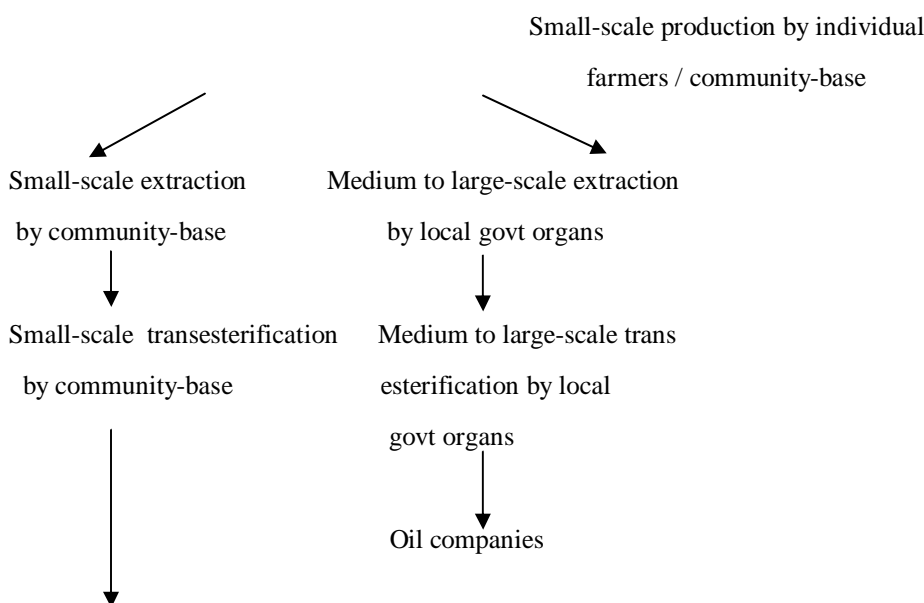 Small-scale production by individual
farmers / community-base
Small-scale extraction
by community-base
Medium to large-scale extraction
by local govt organs
Small-scale transesterification
by community-base
Medium to large-scale trans
esterification by local
govt organs
Oil companies